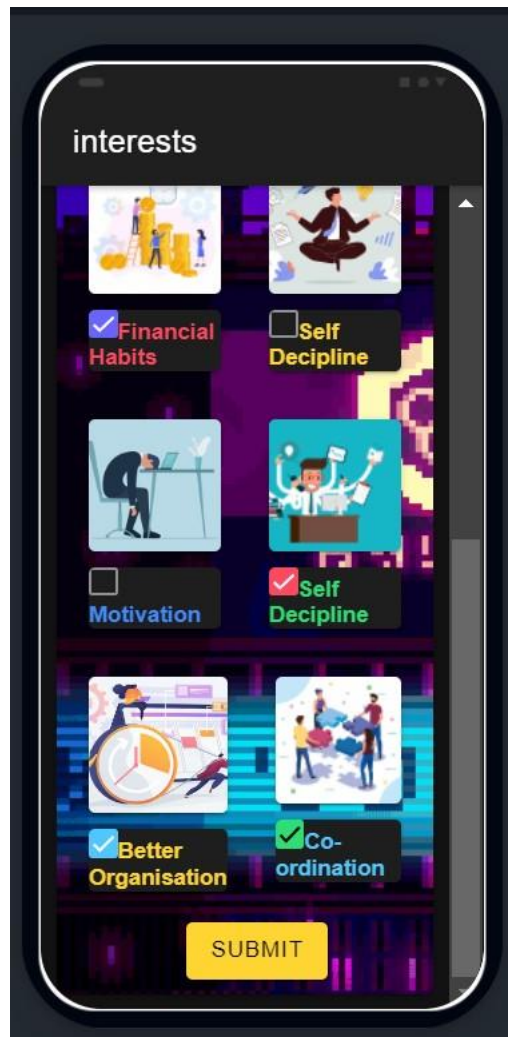 interests
Financial
Habits
Self
Decipline
Motivation
Self
Decipline
Better
Organisation
Co-
ordination
SUBMIT